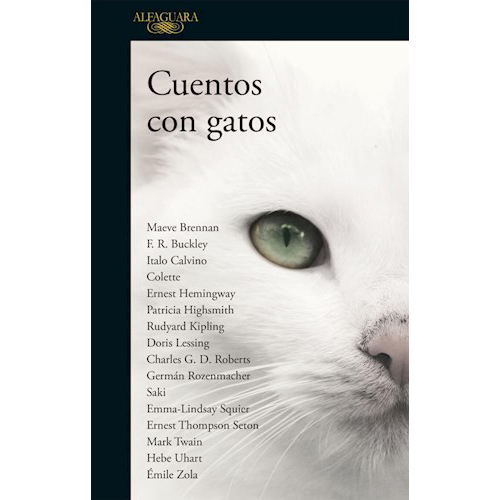 ALFAGUARA
Cuentos
con gatos
Maeve Brennan
F. R. Buckley
Italo Calvino
Colette
Ernest Hemingway
Patricia Highsmith
Rudyard Kipling
Doris Lessing
Charles G. D. Roberts
Germán Rozenmacher
Saki
Emma-Lindsay Squier
Ernest Thompson Seton
Mark Twain
Hebe Uhart
Émile Zola